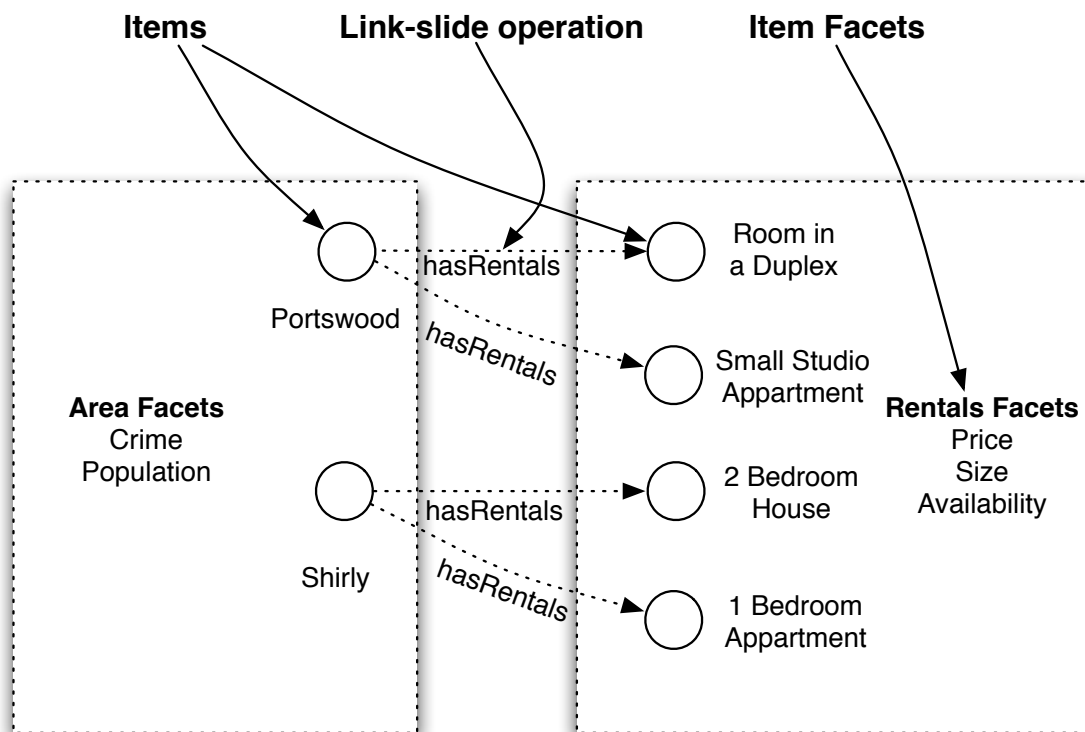 Items
Link-slide operation
Item Facets
hasRentals
Room in
a Duplex
Portswood
hasRentals
Small Studio
Appartment
Area Facets
Crime
Population
Rentals Facets
Price
Size
Availability
hasRentals
2 Bedroom
House
Shirly
hasRentals
1 Bedroom
Appartment